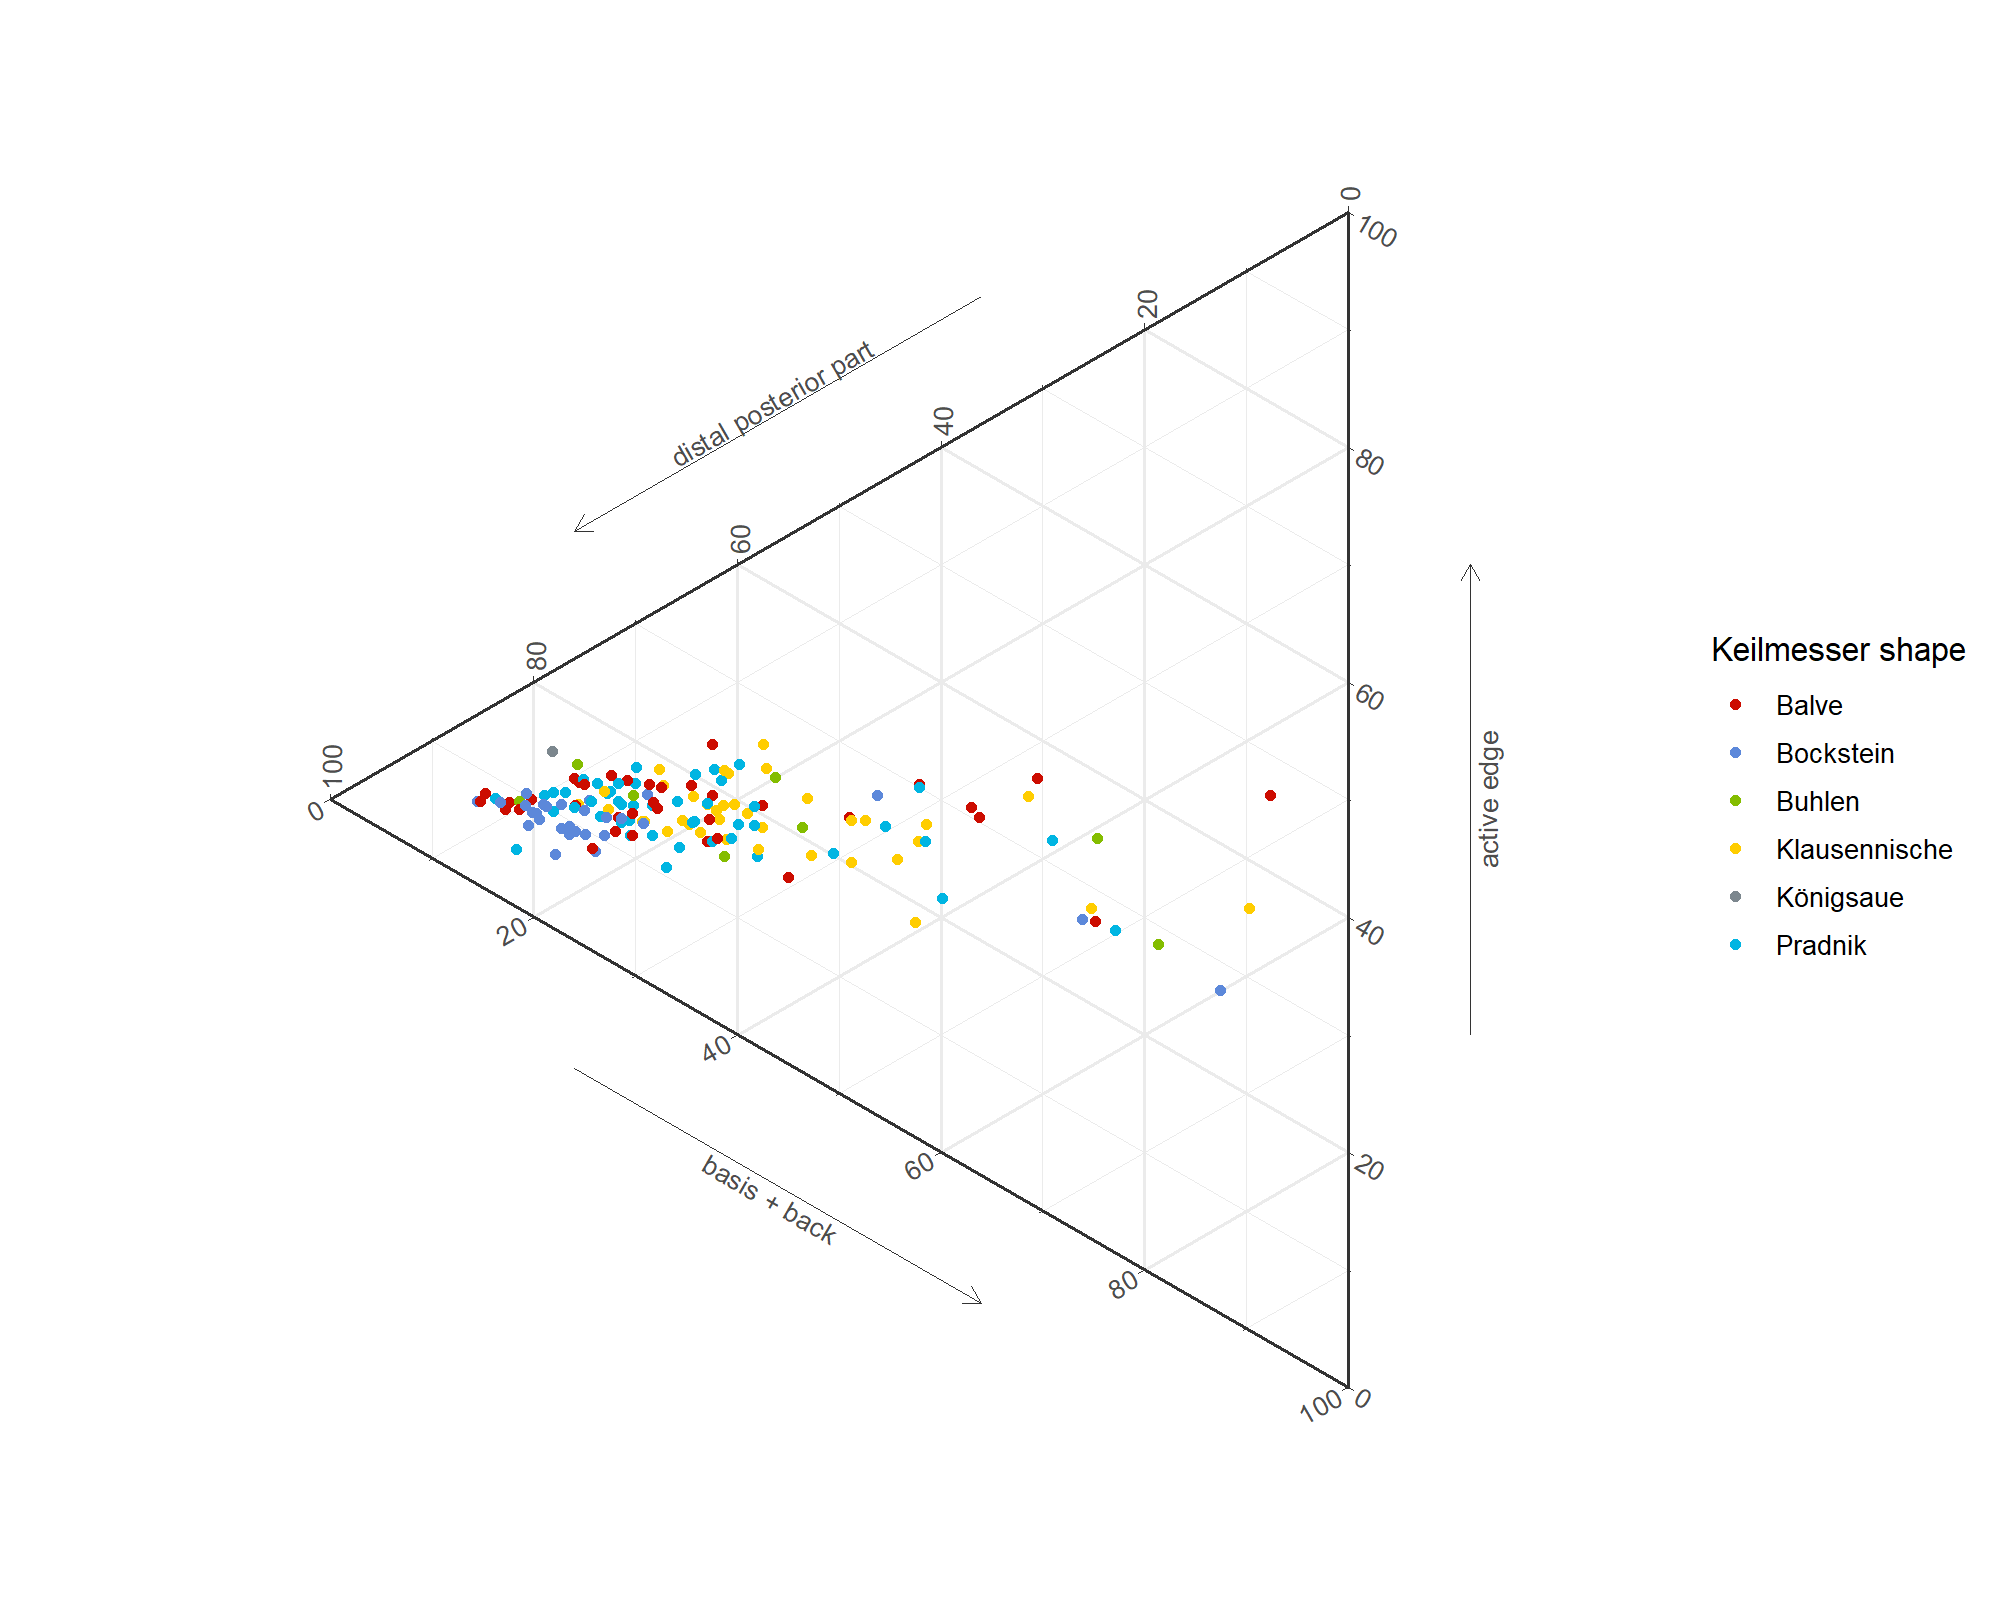 0
100
20
80
distal posterior part
40
60
60
80
40
100
0
active edge
20
20
40
basis + back
60
80
100
0
Keilmesser shape
Balve
Bockstein
Buhlen
Klausennische
Königsaue
Pradnik